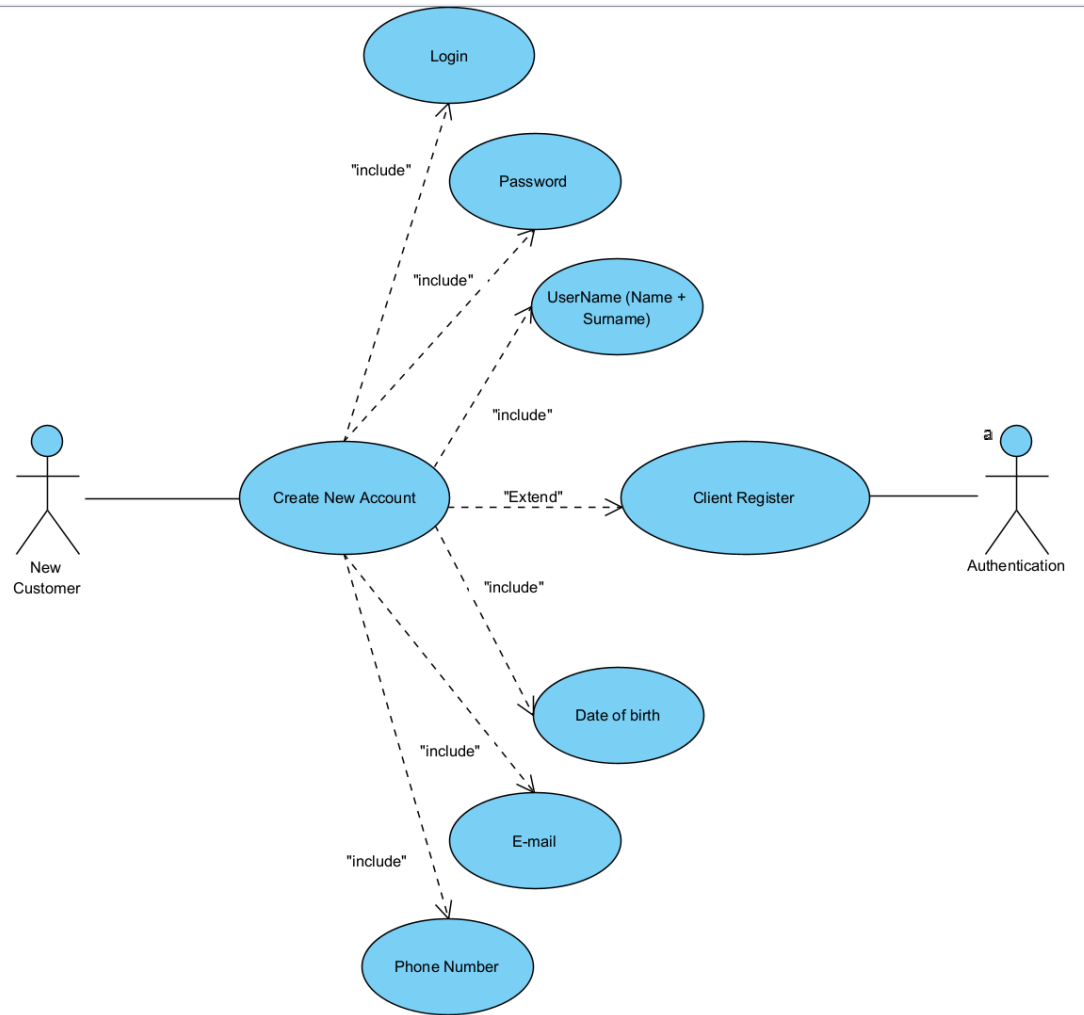 Login
"include"
Password
"include"
UserName (Name +
Surname)
"include"
a
Create New Account
"Extend"
Client Register
New
Customer
Authentication
"include"
Date of birth
"include"
E-mail
"include"
Phone Number